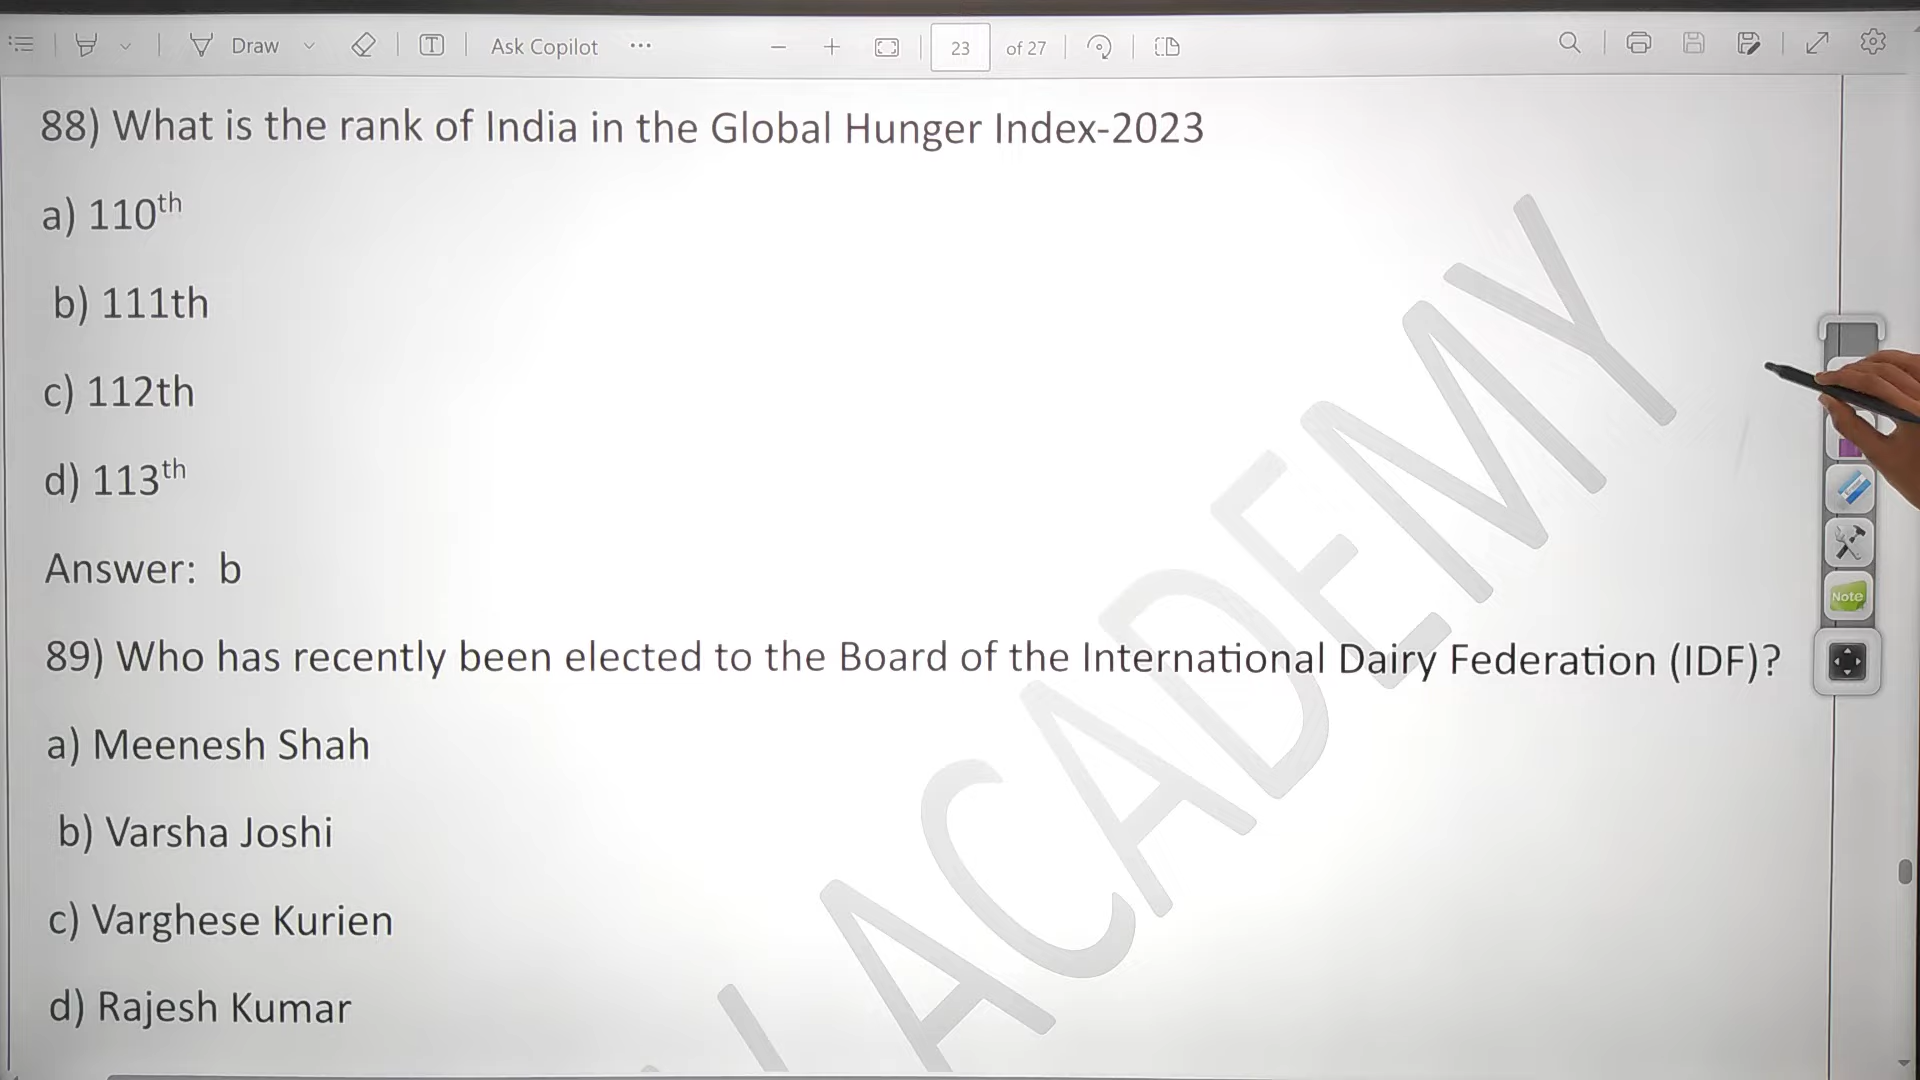 Draw
Ask Copilot
23 of 27
88) What is the rank of India in the Global Hunger Index-2023
a) 110th
b) 111th
c) 112th
d) 113th
Answer: b
89) Who has recently been elected to the Board of the International Dairy Federation (IDF)?
a) Meenesh Shah
b) Varsha Joshi
c) Varghese Kurien
d) Rajesh Kumar
ACADEMY
Note